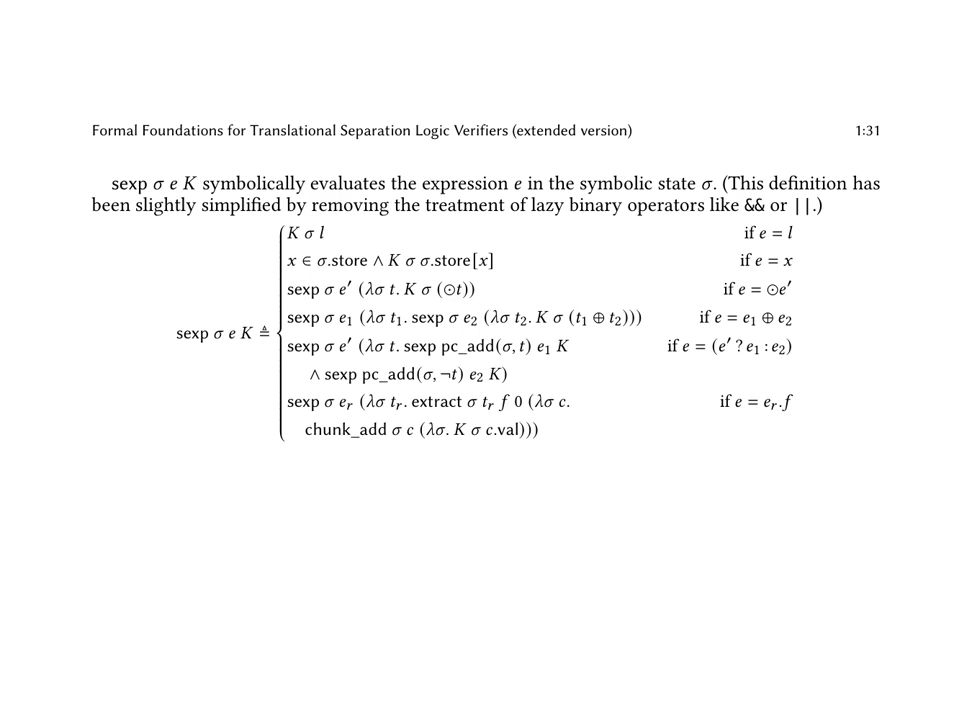 Formal Foundations for Translational Separation Logic Verifiers (extended version) 1:31
sexp σ e K symbolically evaluates the expression e in the symbolic state σ. (This definition has
been slightly simplified by removing the treatment of lazy binary operators like && or ||.)
K σ l if e = l
x ∈ σ.store ∧ K σ σ.store[x] if e = x
sexp σ e′ (λσ t. K σ (⊙t)) if e = ⊙e′
sexp σ e₁ (λσ t₁. sexp σ e₂ (λσ t₂. K σ (t₁ ⊕ t₂))) if e = e₁ ⊕ e₂
sexp σ e K ≜
sexp σ e′ (λσ t. sexp pc_add(σ, t) e₁ K if e = (e′ ? e₁ : e₂)
∧ sexp pc_add(σ, ¬t) e₂ K)
sexp σ eᵣ (λσ tᵣ. extract σ tᵣ f 0 (λσ c. if e = eᵣ.f
chunk_add σ c (λσ. K σ c.val)))